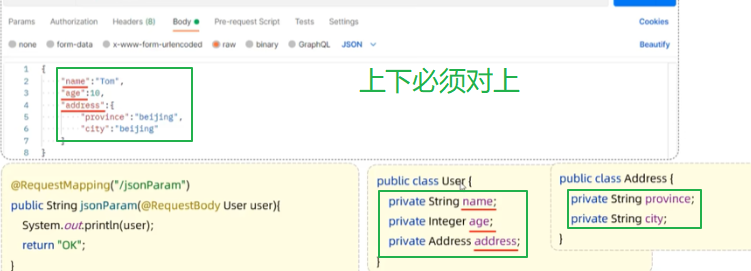 Params Authorization Headers (8) Body Pre-request Script Tests Settings Cookies
none form-data x-www-form-urlencoded raw binary GraphQL JSON Beautify
1 {
2 "name":"Tom",
3 "age":10,
4 "address":{
5 "province":"beijing",
6 "city":"beijing"
7 }
8 }
上下必须对上
@RequestMapping("/jsonParam")
public String jsonParam(@RequestBody User user){
System.out.println(user);
return "OK";
}
public class User {
private String name;
private Integer age;
private Address address;
}
public class Address {
private String province;
private String city;
}